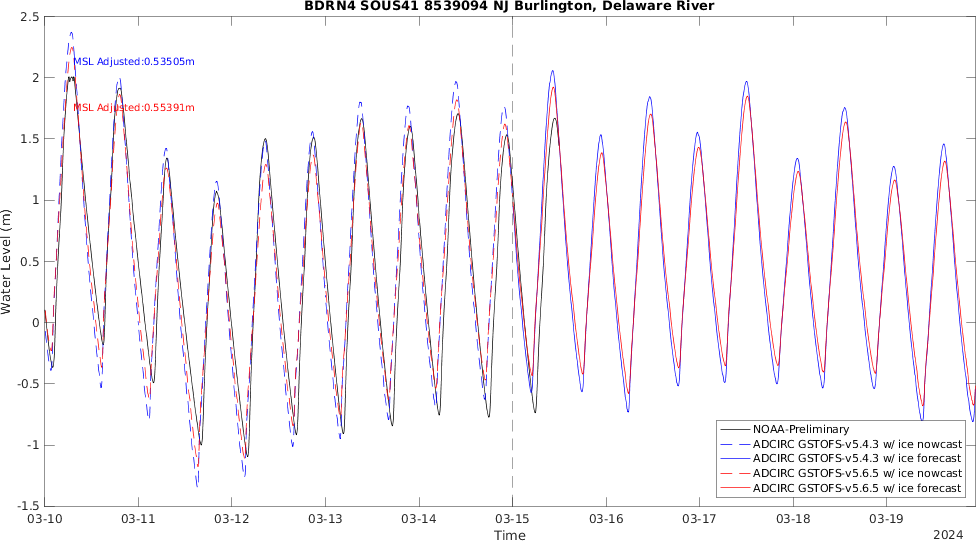 BDRN4 SOUS41 8539094 NJ Burlington, Delaware River
2.5
2
1.5
1
0.5
0
-0.5
-1
-1.5
Water Level (m)
MSL Adjusted:0.53505m
MSL Adjusted:0.55391m
NOAA-Preliminary
ADCIRC GSTOFS-v5.4.3 w/ ice nowcast
ADCIRC GSTOFS-v5.4.3 w/ ice forecast
ADCIRC GSTOFS-v5.6.5 w/ ice nowcast
ADCIRC GSTOFS-v5.6.5 w/ ice forecast
03-10 03-11 03-12 03-13 03-14 03-15 03-16 03-17 03-18 03-19
Time
2024